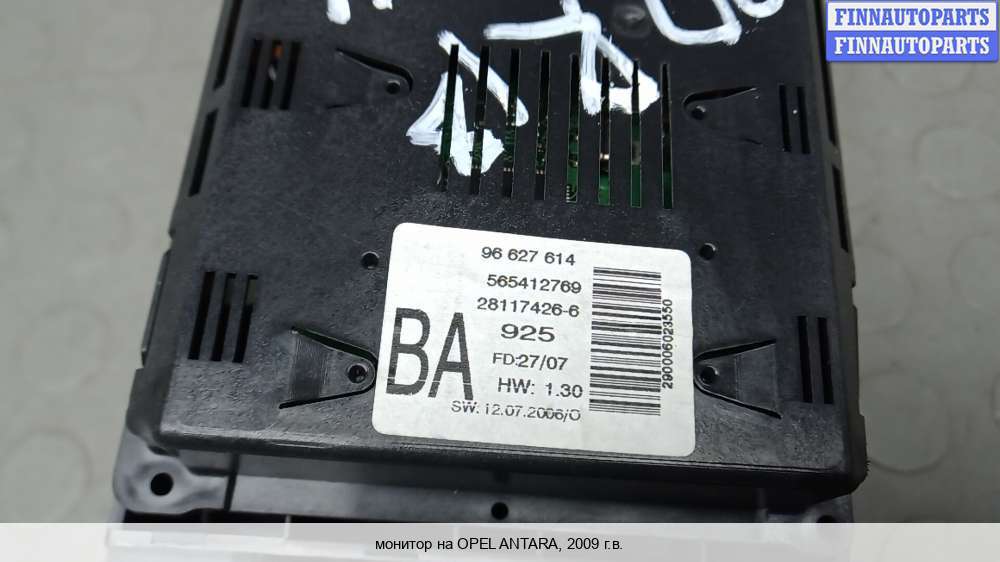 FINNAUTOPARTS
FINNAUTOPARTS
96 627 614
565412769
28117426-6
BA
925
FD:27/07
HW: 1.30
SW: 12.07.2006/O
290006023550
монитор на OPEL ANTARA, 2009 г.в.